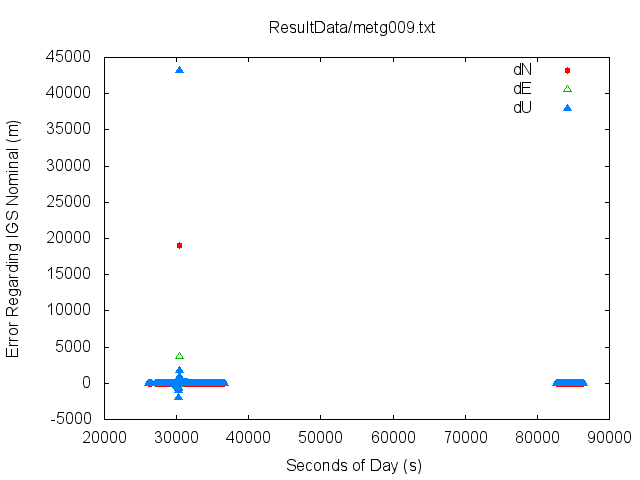 ResultData/metg009.txt
45000
40000
35000
30000
25000
20000
15000
10000
5000
0
-5000
Error Regarding IGS Nominal (m)
dN
dE
dU
20000 30000 40000 50000 60000 70000 80000 90000
Seconds of Day (s)